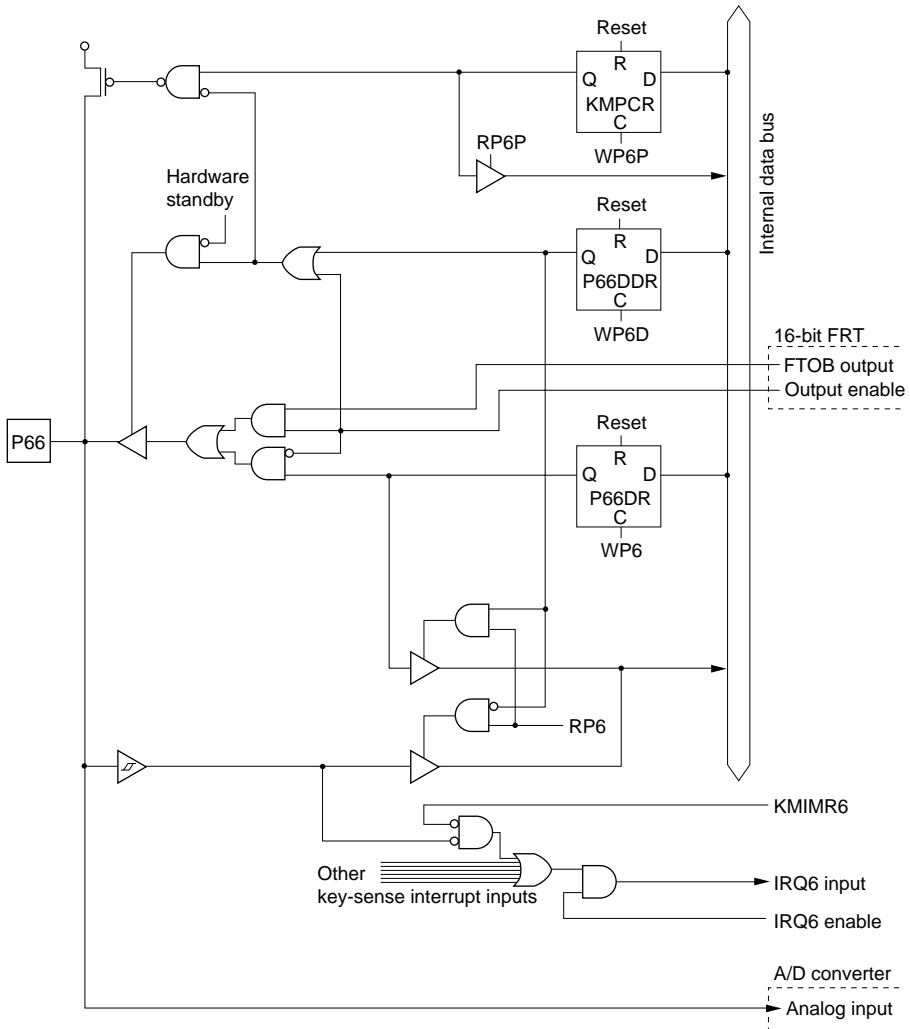 Reset
R
Q D
KMPCR
C
WP6P
RP6P
Hardware
standby
Reset
R
Q D
P66DDR
C
WP6D
Internal data bus
16-bit FRT
FTOB output
Output enable
P66
Reset
R
Q D
P66DR
C
WP6
RP6
KMIMR6
Other
key-sense interrupt inputs
IRQ6 input
IRQ6 enable
A/D converter
Analog input